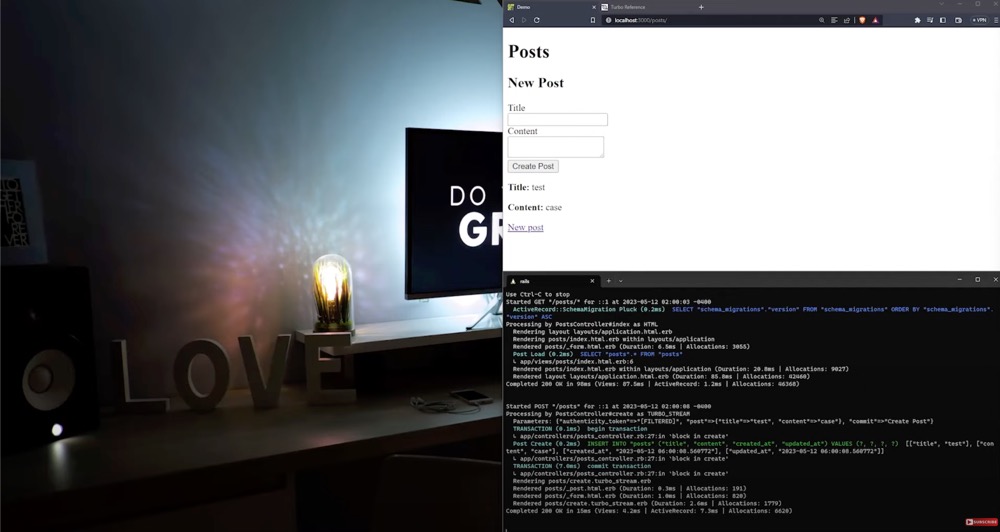 DO
GR
LOVE
Demo
Turbo Reference
localhost:3000/posts/
VPN
Posts
New Post
Title
Content
Create Post
Title: test
Content: case
New post
rails
Use Ctrl-C to stop
Started GET "/posts/" for ::1 at 2023-05-12 02:00:03 -0400
ActiveRecord::SchemaMigration Pluck (0.2ms) SELECT "schema_migrations"."version" FROM "schema_migrations" ORDER BY "schema_migrations".
"version" ASC
Processing by PostsController#index as HTML
Rendering layout layouts/application.html.erb
Rendering posts/index.html.erb within layouts/application
Rendered posts/_form.html.erb (Duration: 6.5ms | Allocations: 3055)
Post Load (0.2ms) SELECT "posts".* FROM "posts"
↳ app/views/posts/index.html.erb:6
Rendered posts/index.html.erb within layouts/application (Duration: 20.8ms | Allocations: 9027)
Rendered layout layouts/application.html.erb (Duration: 85.8ms | Allocations: 42460)
Completed 200 OK in 98ms (Views: 87.5ms | ActiveRecord: 1.2ms | Allocations: 46368)
Started POST "/posts" for ::1 at 2023-05-12 02:00:08 -0400
Processing by PostsController#create as TURBO_STREAM
Parameters: {"authenticity_token"=>"[FILTERED]", "post"=>{"title"=>"test", "content"=>"case"}, "commit"=>"Create Post"}
TRANSACTION (0.1ms) begin transaction
↳ app/controllers/posts_controller.rb:27:in 'block in create'
Post Create (0.2ms) INSERT INTO "posts" ("title", "content", "created_at", "updated_at") VALUES (?, ?, ?, ?) [["title", "test"], ["con
tent", "case"], ["created_at", "2023-05-12 06:00:08.560772"], ["updated_at", "2023-05-12 06:00:08.560772"]]
↳ app/controllers/posts_controller.rb:27:in 'block in create'
TRANSACTION (7.0ms) commit transaction
↳ app/controllers/posts_controller.rb:27:in 'block in create'
Rendering posts/create.turbo_stream.erb
Rendered posts/_post.html.erb (Duration: 0.3ms | Allocations: 191)
Rendered posts/_form.html.erb (Duration: 1.0ms | Allocations: 820)
Rendered posts/create.turbo_stream.erb (Duration: 2.6ms | Allocations: 1779)
Completed 200 OK in 15ms (Views: 4.2ms | ActiveRecord: 7.3ms | Allocations: 6620)
SUBSCRIBE